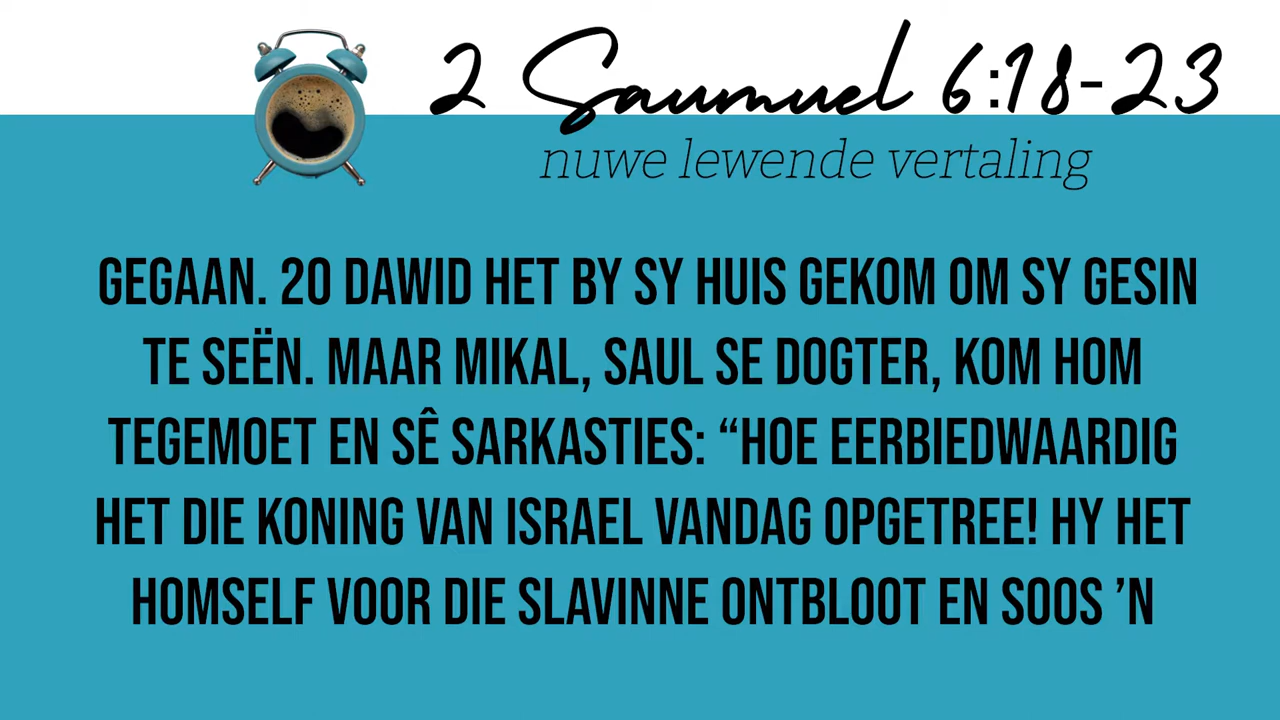 2 Saumuel 6:18-23
nuwe lewende vertaling
GEGAAN. 20 DAWID HET BY SY HUIS GEKOM OM SY GESIN
TE SEËN. MAAR MIKAL, SAUL SE DOGTER, KOM HOM
TEGEMOET EN SÊ SARKASTIES: “HOE EERBIEDWAARDIG
HET DIE KONING VAN ISRAEL VANDAG OPGETREE! HY HET
HOMSELF VOOR DIE SLAVINNE ONTBLOOT EN SOOS ’N